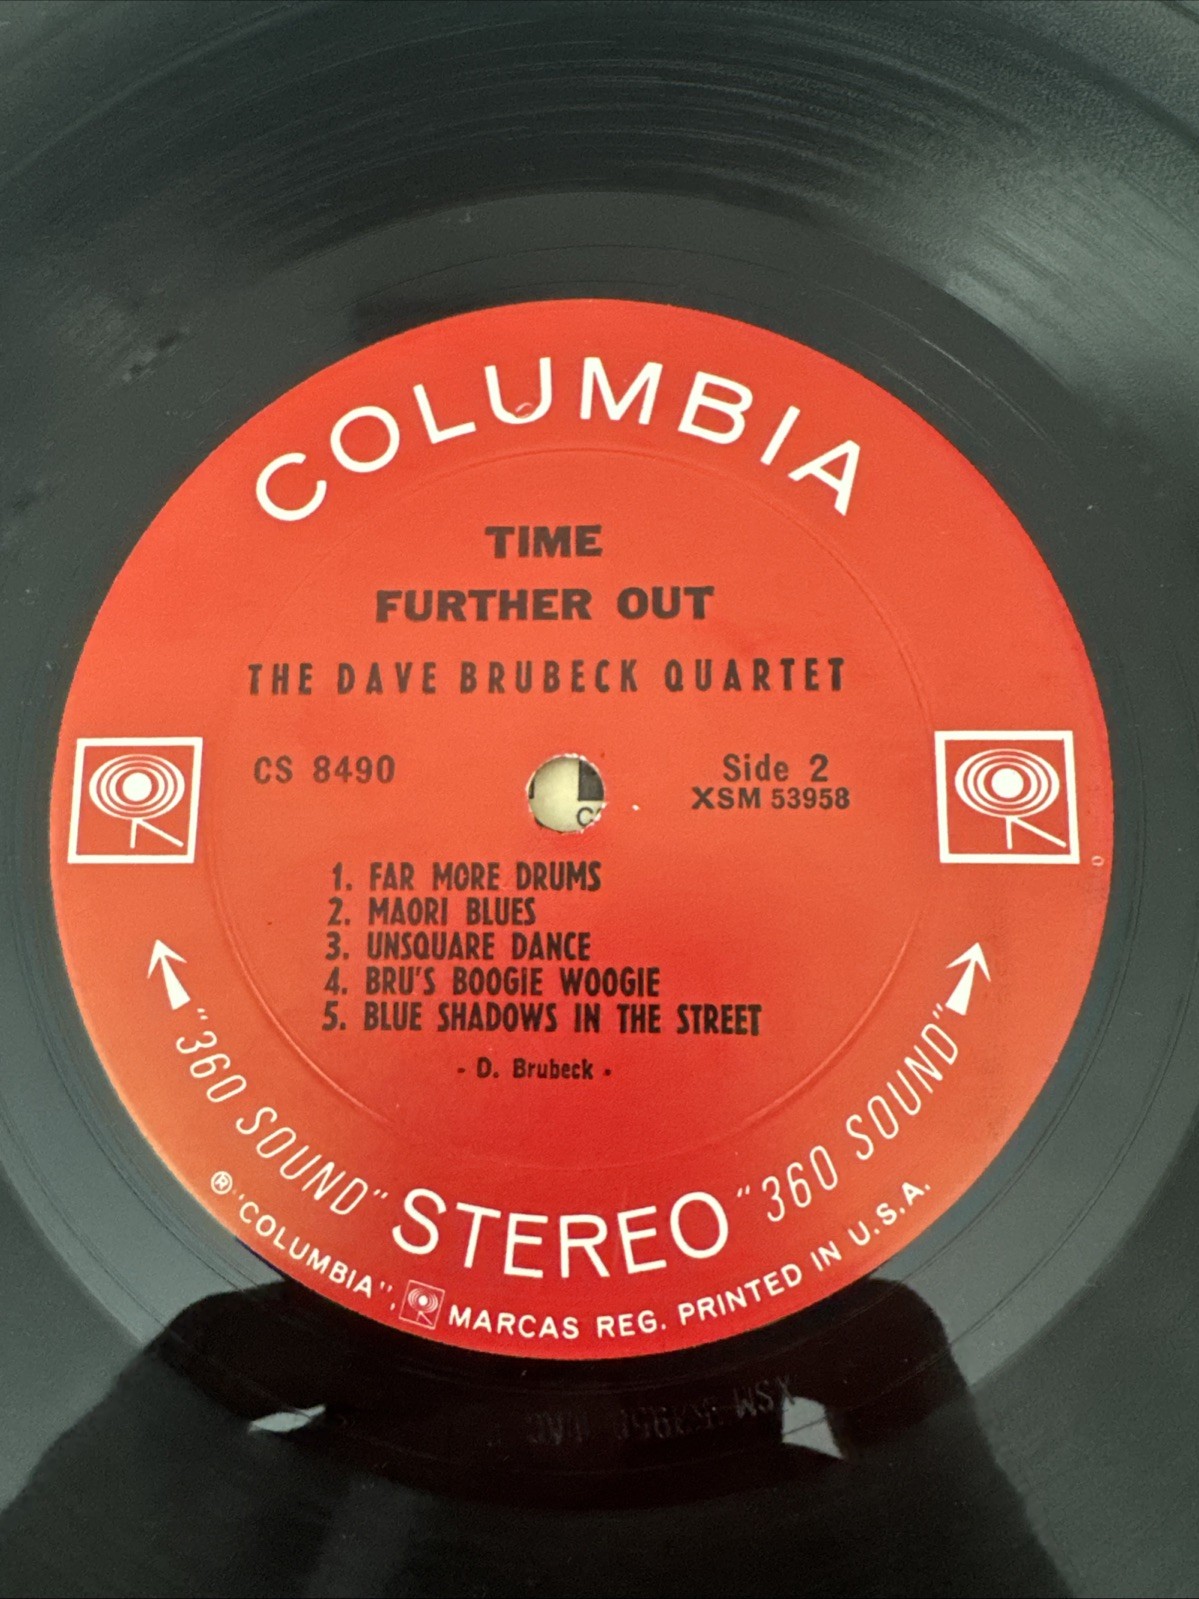 COLUMBIA
TIME
FURTHER OUT
THE DAVE BRUBECK QUARTET
CS 8490
Side 2
XSM 53958
1. FAR MORE DRUMS
2. MAORI BLUES
3. UNSQUARE DANCE
4. BRU'S BOOGIE WOOGIE
5. BLUE SHADOWS IN THE STREET
- D. Brubeck -
"360 SOUND" STEREO "360 SOUND"
® "COLUMBIA", MARCAS REG. PRINTED IN U.S.A.
XSM